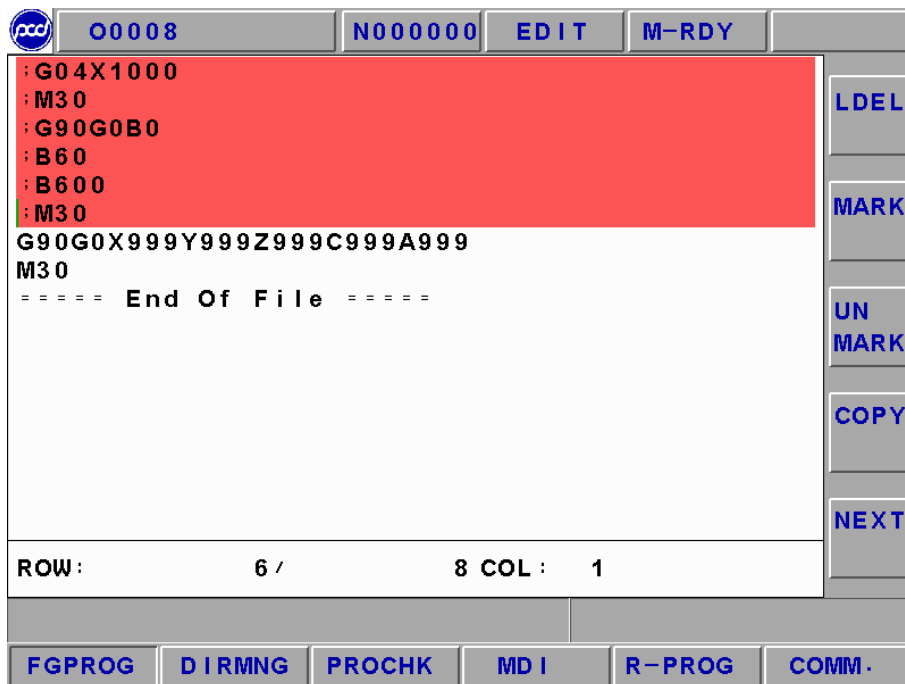 pcd O0008 N000000 EDIT M-RDY
;G04X1000
;M30
;G90G0B0
;B60
;B600
;M30
G90G0X999Y999Z999C999A999
M30
===== End Of File =====
LDEL
MARK
UN
MARK
COPY
NEXT
ROW: 6/ 8 COL: 1
FGPROG DIRMNG PROCHK MDI R-PROG COMM.